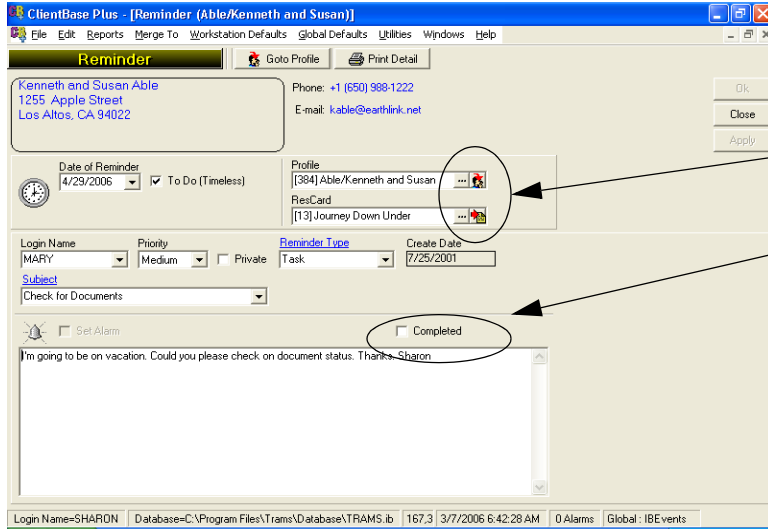 ClientBase Plus - [Reminder (Able/Kenneth and Susan)]
File Edit Reports Merge To Workstation Defaults Global Defaults Utilities Windows Help
Reminder Goto Profile Print Detail
Kenneth and Susan Able
1255 Apple Street
Los Altos, CA 94022
Phone: +1 (650) 988-1222
E-mail: kable@earthlink.net
Ok
Close
Apply
Date of Reminder
4/29/2006 To Do (Timeless)
Profile
[384] Able/Kenneth and Susan ...
ResCard
[13] Journey Down Under ...
Login Name Priority Reminder Type Create Date
MARY Medium Private Task 7/25/2001
Subject
Check for Documents
Set Alarm Completed
I'm going to be on vacation. Could you please check on document status. Thanks. Sharon
Login Name=SHARON Database=C:\Program Files\Trams\Database\TRAMS.ib 167,3 3/7/2006 6:42:28 AM 0 Alarms Global : IBEvents